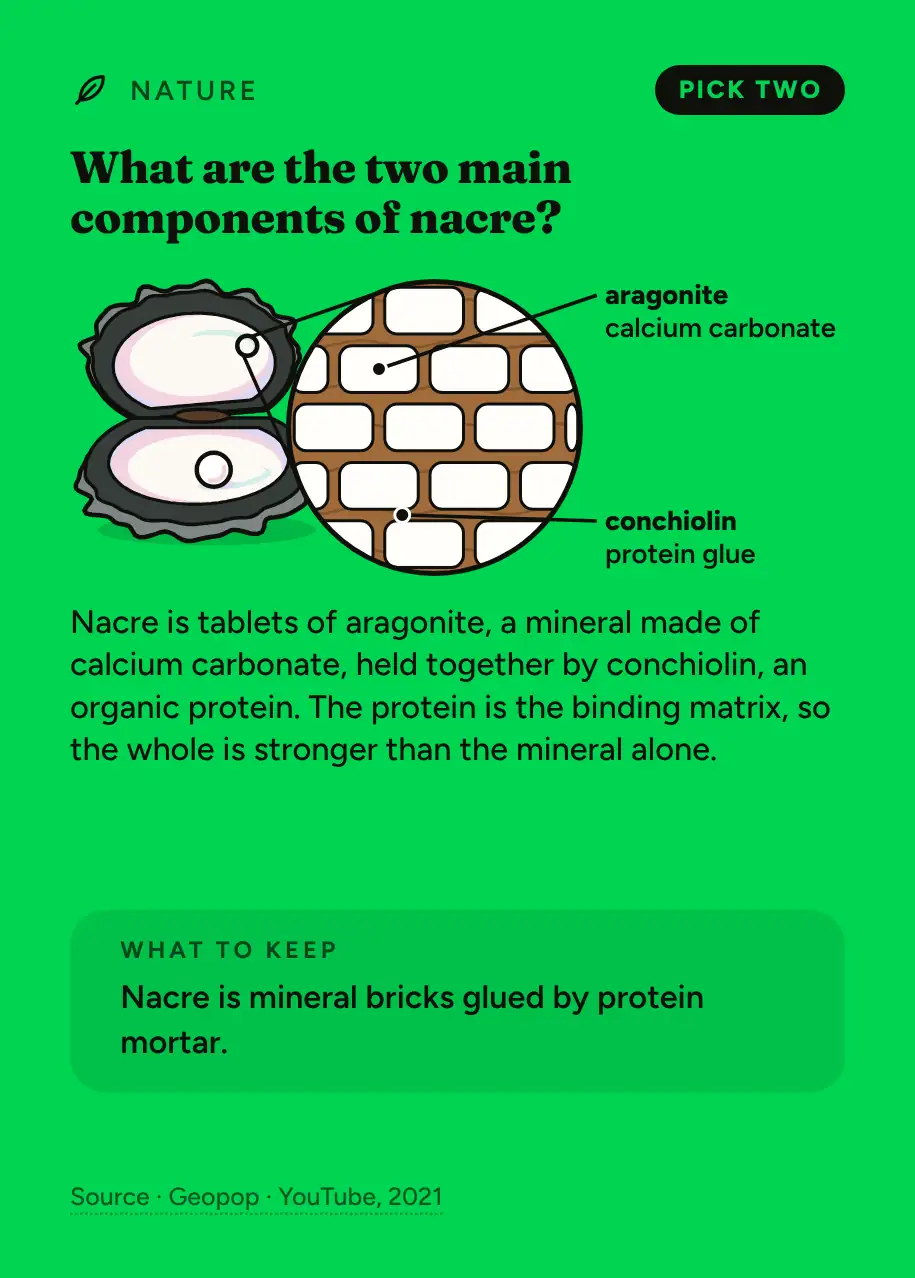 NATURE
PICK TWO
What are the two main
components of nacre?
aragonite
calcium carbonate
conchiolin
protein glue
Nacre is tablets of aragonite, a mineral made of
calcium carbonate, held together by conchiolin, an
organic protein. The protein is the binding matrix, so
the whole is stronger than the mineral alone.
WHAT TO KEEP
Nacre is mineral bricks glued by protein
mortar.
Source · Geopop · YouTube, 2021